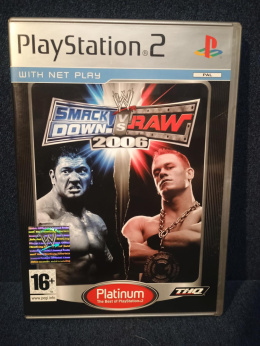 PlayStation®2
WITH NET PLAY
PAL
W
SMACK
DOWN! VS RAW
2006
16+
www.pegi.info
Platinum
The Best of PlayStation®2
THQ